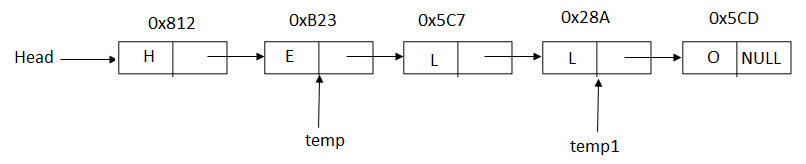 0x812 0xB23 0x5C7 0x28A 0x5CD
Head H E L L O NULL
temp temp1